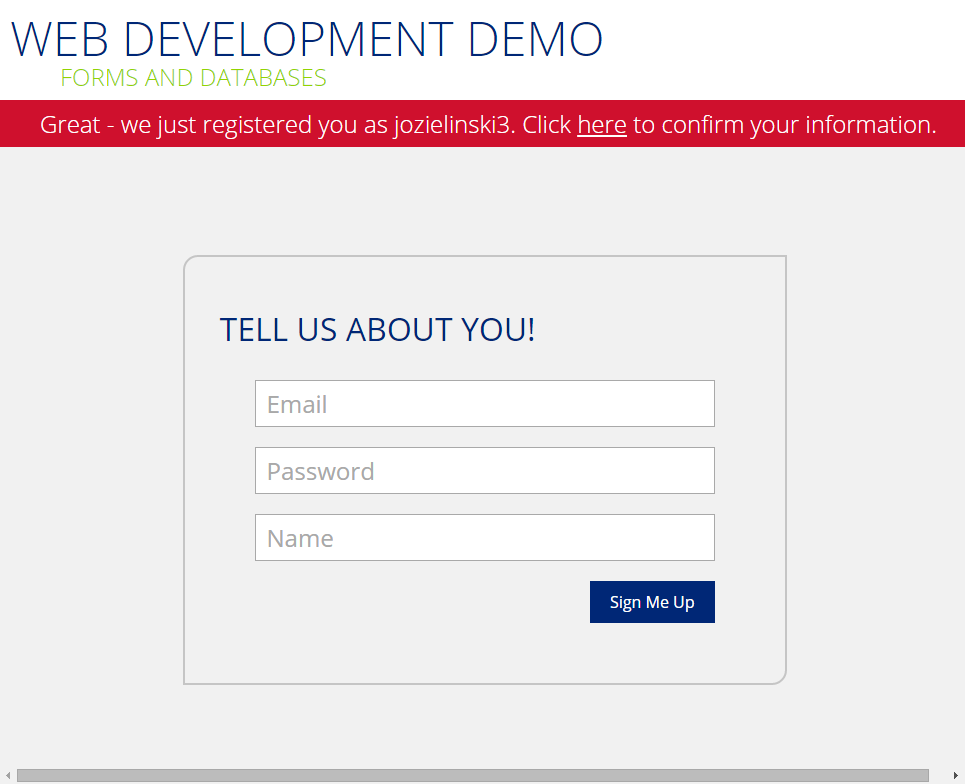 WEB DEVELOPMENT DEMO
FORMS AND DATABASES
Great - we just registered you as jozielinski3. Click here to confirm your information.
TELL US ABOUT YOU!
Email
Password
Name
Sign Me Up